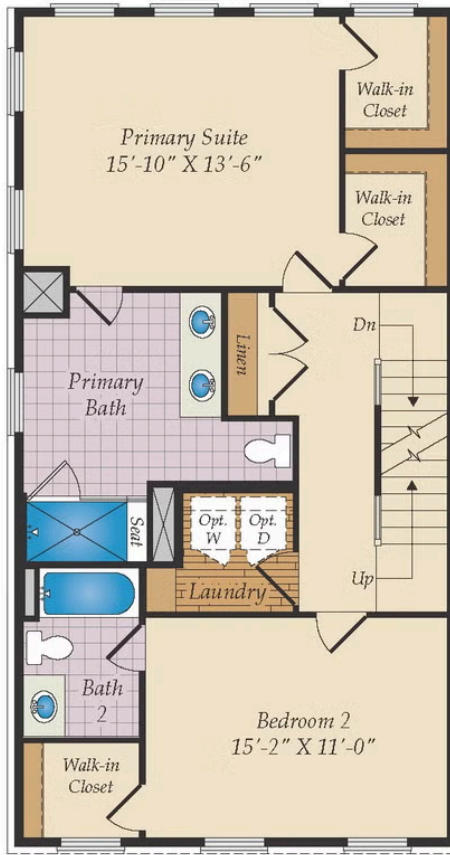 Walk-in
Closet
Primary Suite
15'-10" X 13'-6"
Walk-in
Closet
Dn
Linen
Primary
Bath
Seat
Opt.
W
Opt.
D
Up
Laundry
Bath
2
Bedroom 2
15'-2" X 11'-0"
Walk-in
Closet